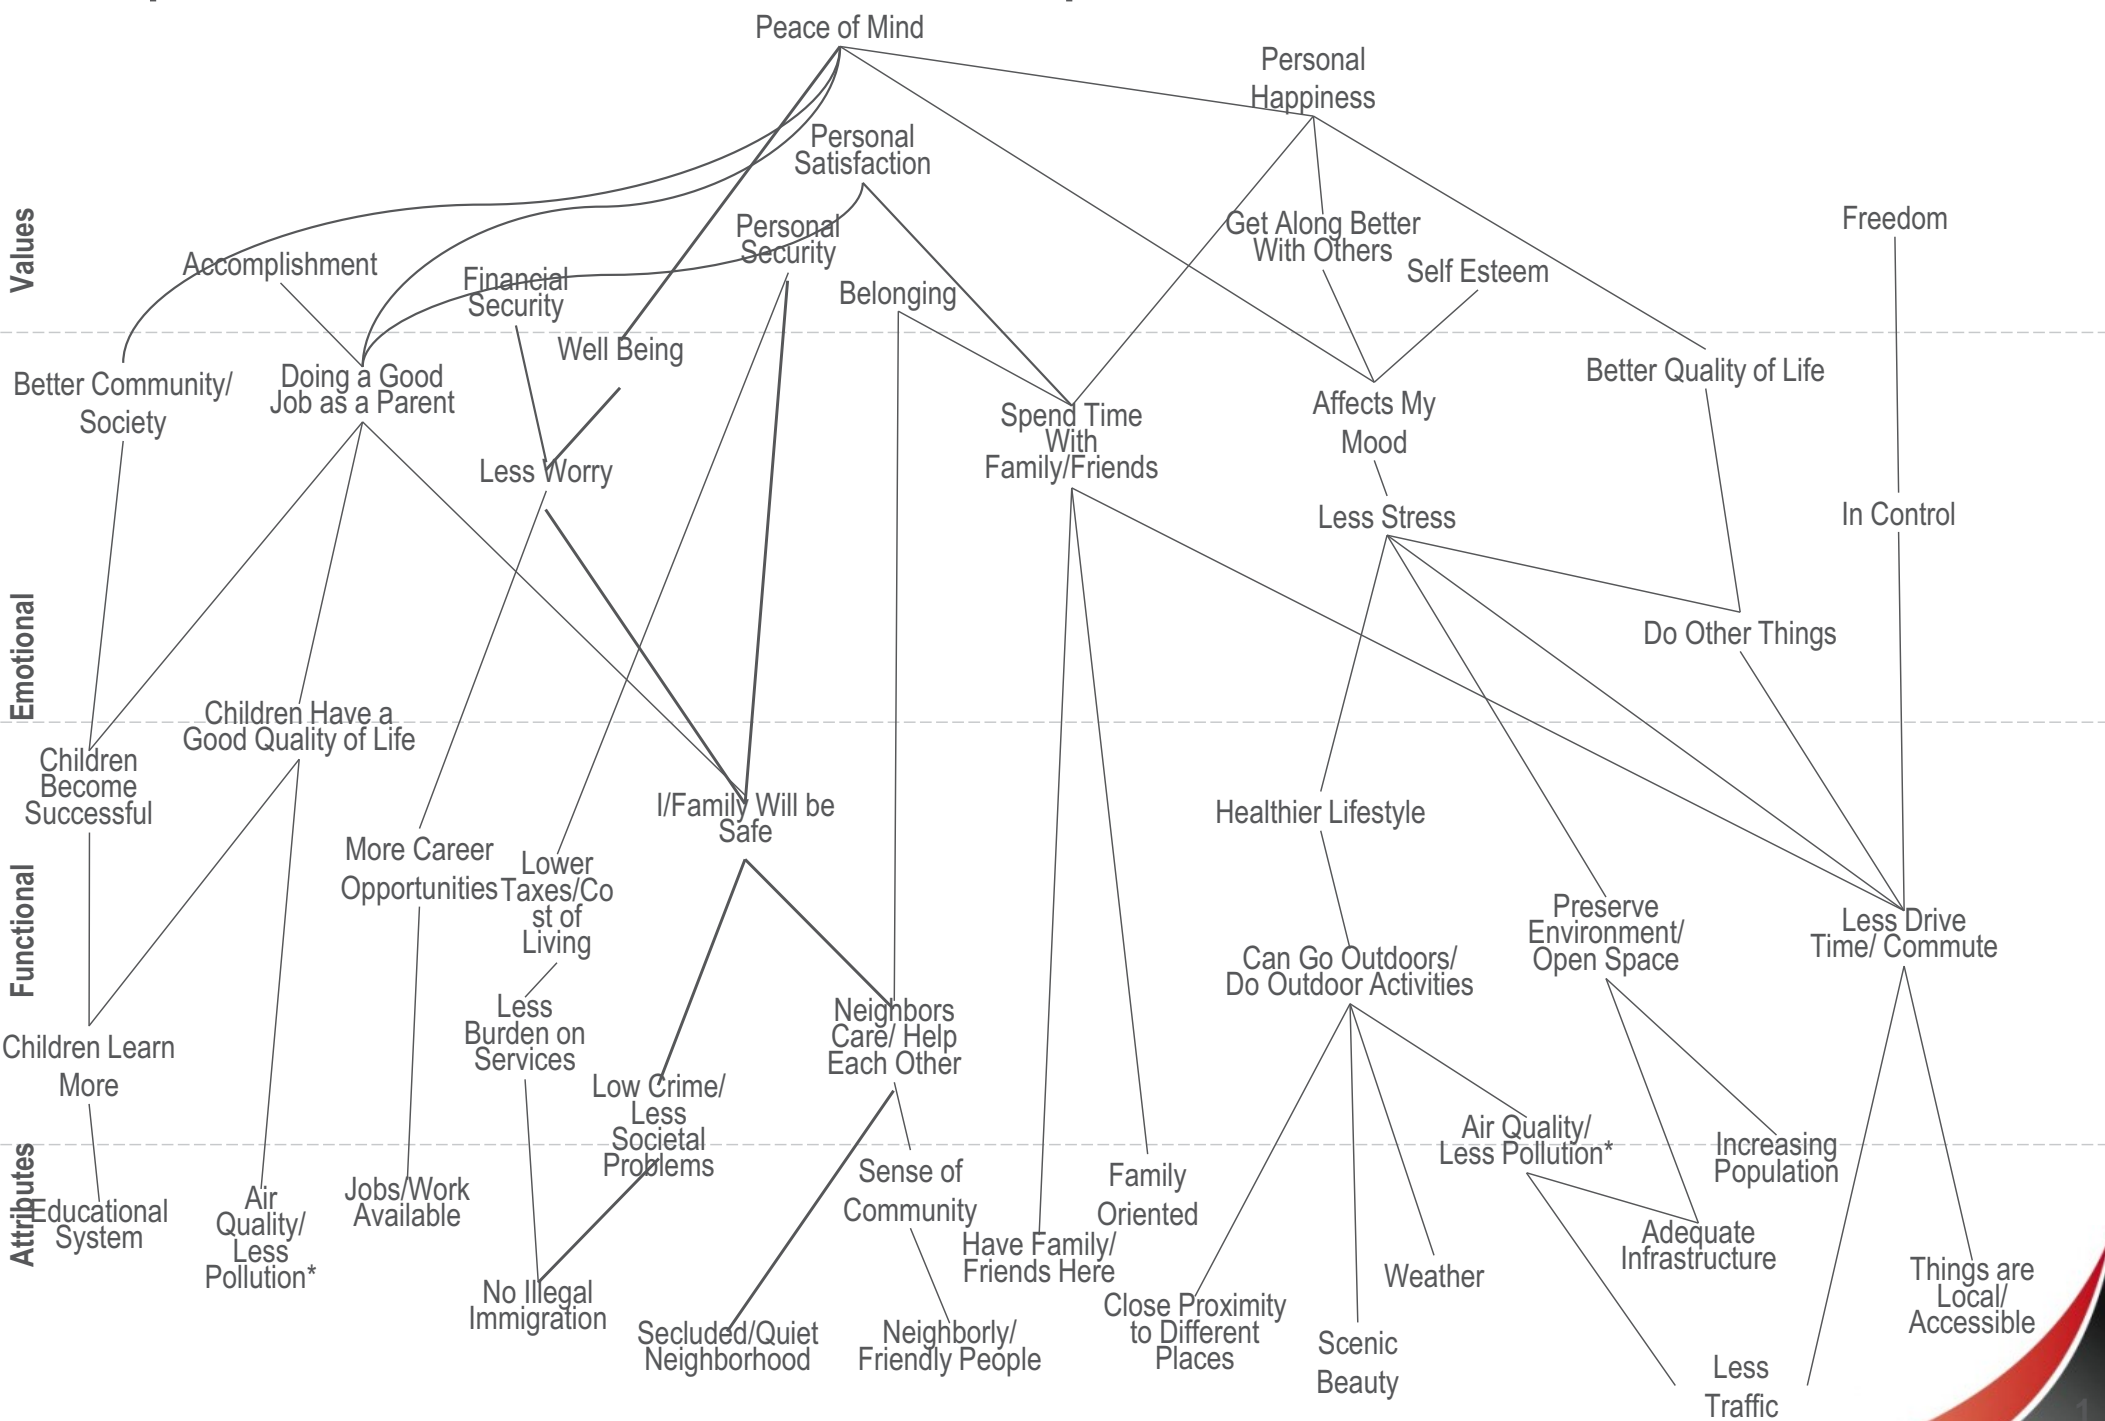 Peace of Mind
Personal
Happiness
Personal
Satisfaction
Values
Accomplishment
Financial
Security
Personal
Security
Belonging
Get Along Better
With Others
Self Esteem
Freedom
Better Community/
Society
Doing a Good
Job as a Parent
Well Being
Less Worry
Spend Time
With
Family/Friends
Affects My
Mood
Less Stress
Better Quality of Life
In Control
Emotional
Do Other Things
Children Have a
Good Quality of Life
Children
Become
Successful
Functional
More Career
Opportunities
Lower
Taxes/Co
st of
Living
I/Family Will be
Safe
Healthier Lifestyle
Preserve
Environment/
Open Space
Less Drive
Time/ Commute
Can Go Outdoors/
Do Outdoor Activities
Children Learn
More
Less
Burden on
Services
Neighbors
Care/ Help
Each Other
Low Crime/
Less
Societal
Problems
Air Quality/
Less Pollution*
Increasing
Population
Attributes
Educational
System
Air
Quality/
Less
Pollution*
Jobs/Work
Available
No Illegal
Immigration
Secluded/Quiet
Neighborhood
Sense of
Community
Neighborly/
Friendly People
Have Family/
Friends Here
Family
Oriented
Close Proximity
to Different
Places
Scenic
Beauty
Weather
Adequate
Infrastructure
Less
Traffic
Things are
Local/
Accessible